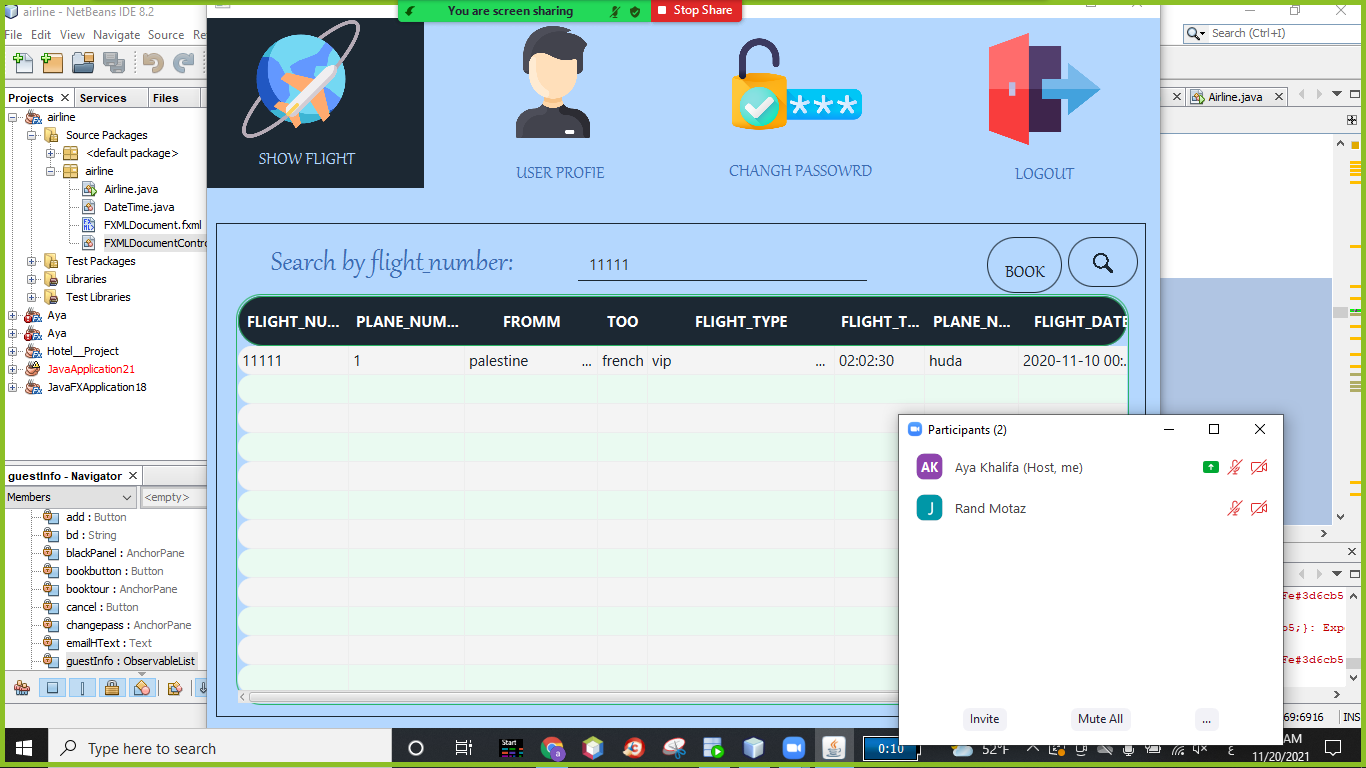 airline - NetBeans IDE 8.2
You are screen sharing
Stop Share
File Edit View Navigate Source Re
Search (Ctrl+I)
Projects
Services
Files
Airline.java
airline
Source Packages
<default package>
airline
Airline.java
DateTime.java
FXMLDocument.fxml
FXMLDocumentContro
Test Packages
Libraries
Test Libraries
Aya
Aya
Hotel__Project
JavaApplication21
JavaFXApplication18
SHOW FLIGHT
USER PROFIE
CHANGH PASSOWRD
LOGOUT
Search by flight_number:
11111
BOOK
FLIGHT_NU... PLANE_NUM... FROMM TOO FLIGHT_TYPE FLIGHT_T... PLANE_N... FLIGHT_DATE
11111 1 palestine ... french vip ... 02:02:30 huda 2020-11-10 00:..
guestInfo - Navigator
Members
<empty>
add : Button
bd : String
blackPanel : AnchorPane
bookbutton : Button
booktour : AnchorPane
cancel : Button
changepass : AnchorPane
emailHText : Text
guestInfo : ObservableList
Participants (2)
AK Aya Khalifa (Host, me)
J Rand Motaz
Invite
Mute All
...
fe#3d6cb5
b5;}: Expe
fe#3d6cb5
69:6916
INS
Type here to search
Start
0:10
52°F
ع
AM
11/20/2021